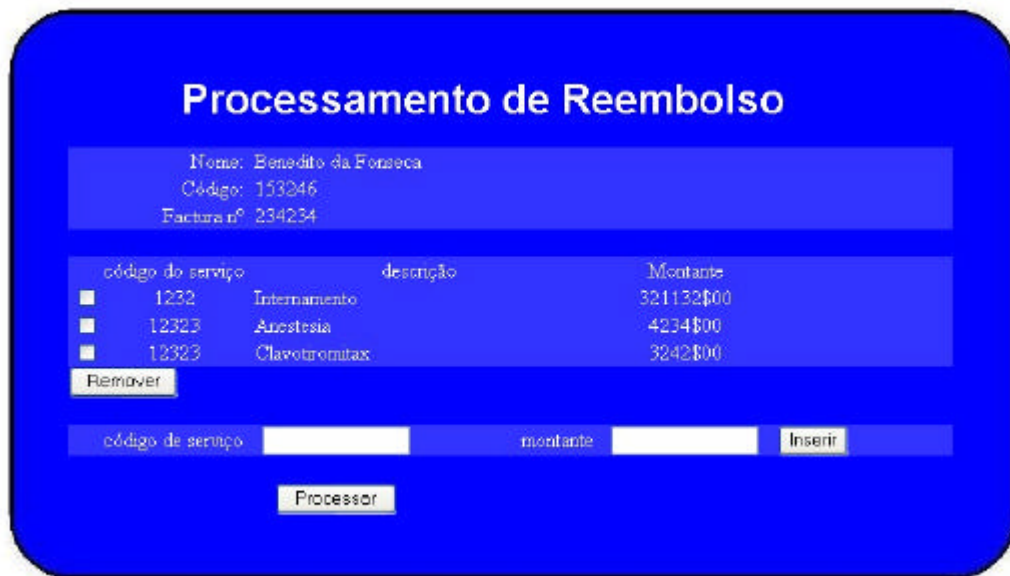 Processamento de Reembolso
Nome: Benedito da Fonseca
Código: 153246
Factura nº 234234
código do serviço descrição Montante
1232 Internamento 321132$00
12323 Anestesia 4234$00
12323 Clavotiromitax 3242$00
Remover
código de serviço montante Inserir
Processar